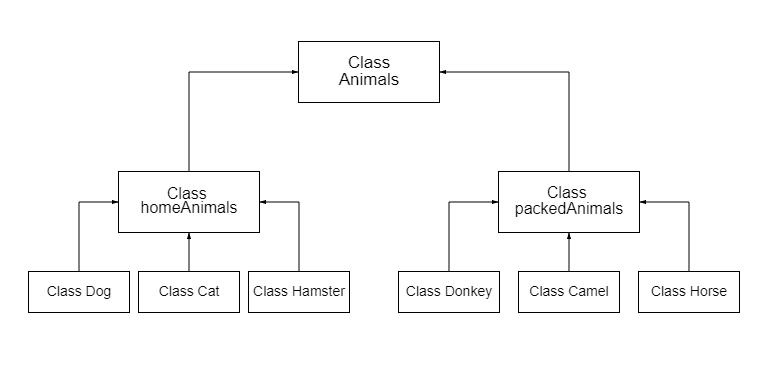 Class
Animals
Class
homeAnimals
Class
packedAnimals
Class Dog
Class Cat
Class Hamster
Class Donkey
Class Camel
Class Horse